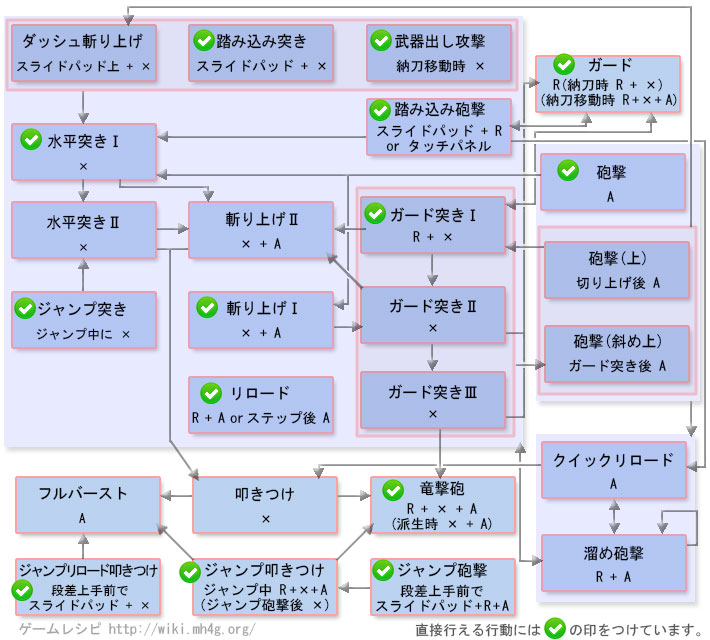 ダッシュ斬り上げ
スライドパッド上 + ×
踏み込み突き
スライドパッド + ×
武器出し攻撃
納刀移動時 ×
ガード
R(納刀時 R + ×)
(納刀移動時 R+×+A)
踏み込み砲撃
スライドパッド + R
or タッチパネル
水平突きⅠ
×
砲撃
A
水平突きⅡ
×
斬り上げⅡ
× + A
ガード突きⅠ
R + ×
砲撃(上)
切り上げ後 A
ジャンプ突き
ジャンプ中に ×
斬り上げⅠ
× + A
ガード突きⅡ
×
砲撃(斜め上)
ガード突き後 A
リロード
R + A or ステップ後 A
ガード突きⅢ
×
クイックリロード
A
フルバースト
A
叩きつけ
×
竜撃砲
R + × + A
(派生時 × + A)
溜め砲撃
R + A
ジャンプリロード叩きつけ
段差上手前で
スライドパッド + ×
ジャンプ叩きつけ
ジャンプ中 R+×+A
(ジャンプ砲撃後 ×)
ジャンプ砲撃
段差上手前で
スライドパッド+R+A
ゲームレシピ http://wiki.mh4g.org/
直接行える行動には の印をつけています。